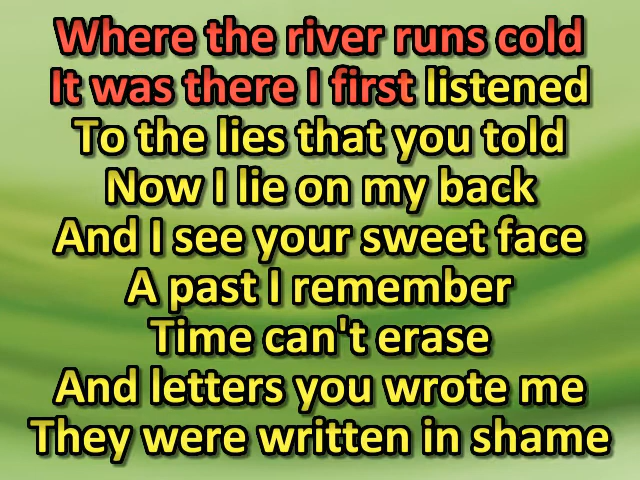 Where the river runs cold
It was there I first listened
To the lies that you told
Now I lie on my back
And I see your sweet face
A past I remember
Time can't erase
And letters you wrote me
They were written in shame